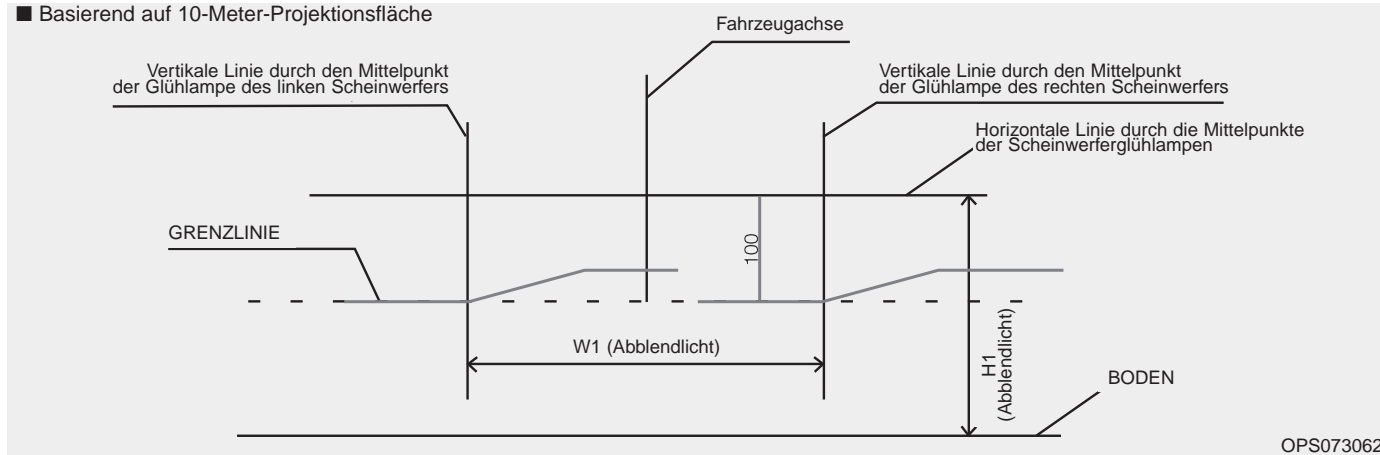 ■ Basierend auf 10-Meter-Projektionsfläche
Fahrzeugachse
Vertikale Linie durch den Mittelpunkt
der Glühlampe des linken Scheinwerfers
Vertikale Linie durch den Mittelpunkt
der Glühlampe des rechten Scheinwerfers
Horizontale Linie durch die Mittelpunkte
der Scheinwerferglühlampen
GRENZLINIE
100
W1 (Abblendlicht)
H1
(Abblendlicht)
BODEN
OPS073062